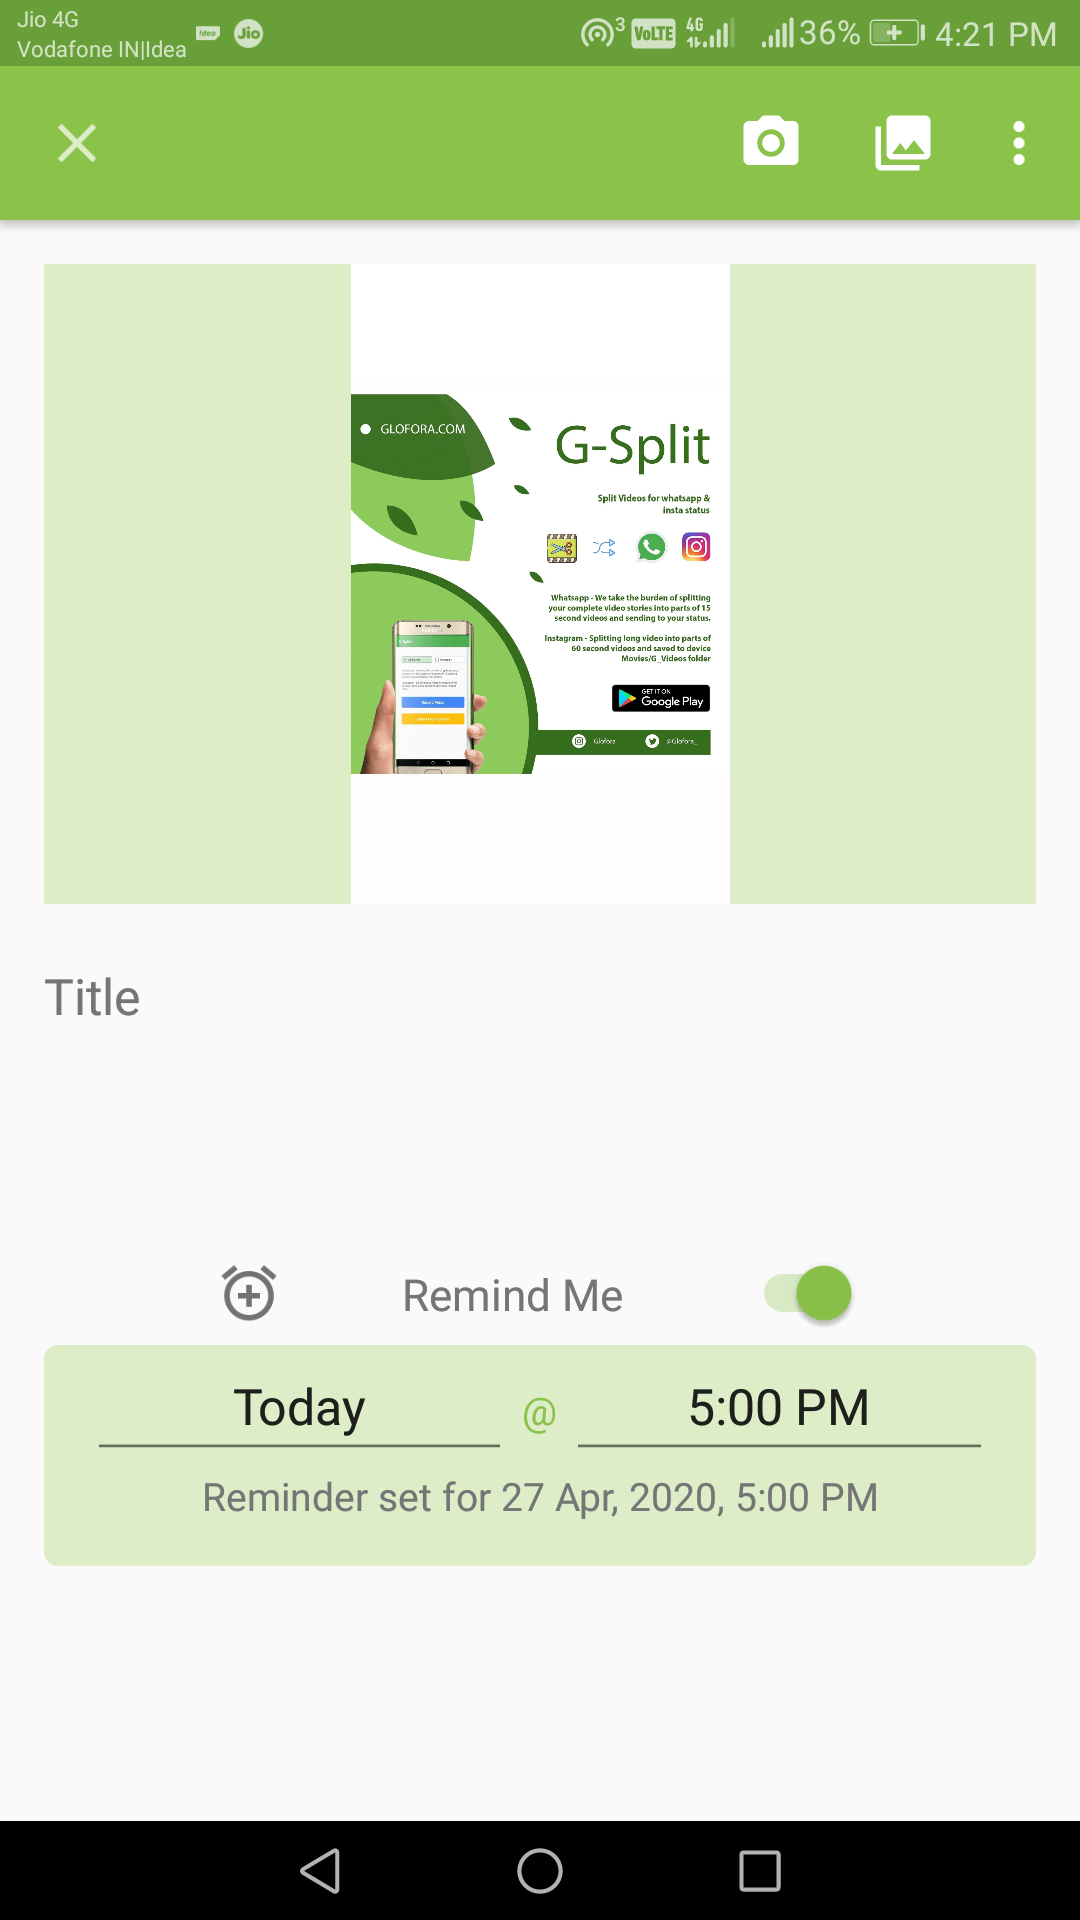 Jio 4G
Vodafone IN|Idea
Idea
Jio
3
VoLTE
4G
36%
4:21 PM
GLOFORA.COM
G-Split
Split Videos for whatsapp &
insta status
Whatsapp - We take the burden of splitting
your complete video stories into parts of 15
second videos and sending to your status.
Instagram - Splitting long video into parts of
60 second videos and saved to device
Movies/G_Videos folder
GET IT ON
Google Play
Glofora
@Glofora_
Title
Remind Me
Today
@
5:00 PM
Reminder set for 27 Apr, 2020, 5:00 PM